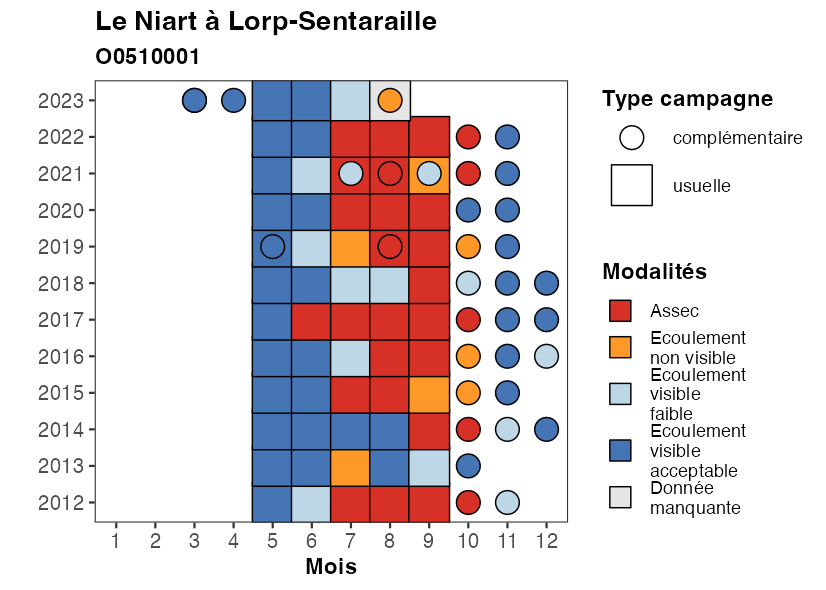 Le Niart à Lorp-Sentaraille
O0510001
2023
2022
2021
2020
2019
2018
2017
2016
2015
2014
2013
2012
1 2 3 4 5 6 7 8 9 10 11 12
Mois
Type campagne
complémentaire
usuelle
Modalités
Assec
Ecoulement
non visible
Ecoulement
visible
faible
Ecoulement
visible
acceptable
Donnée
manquante